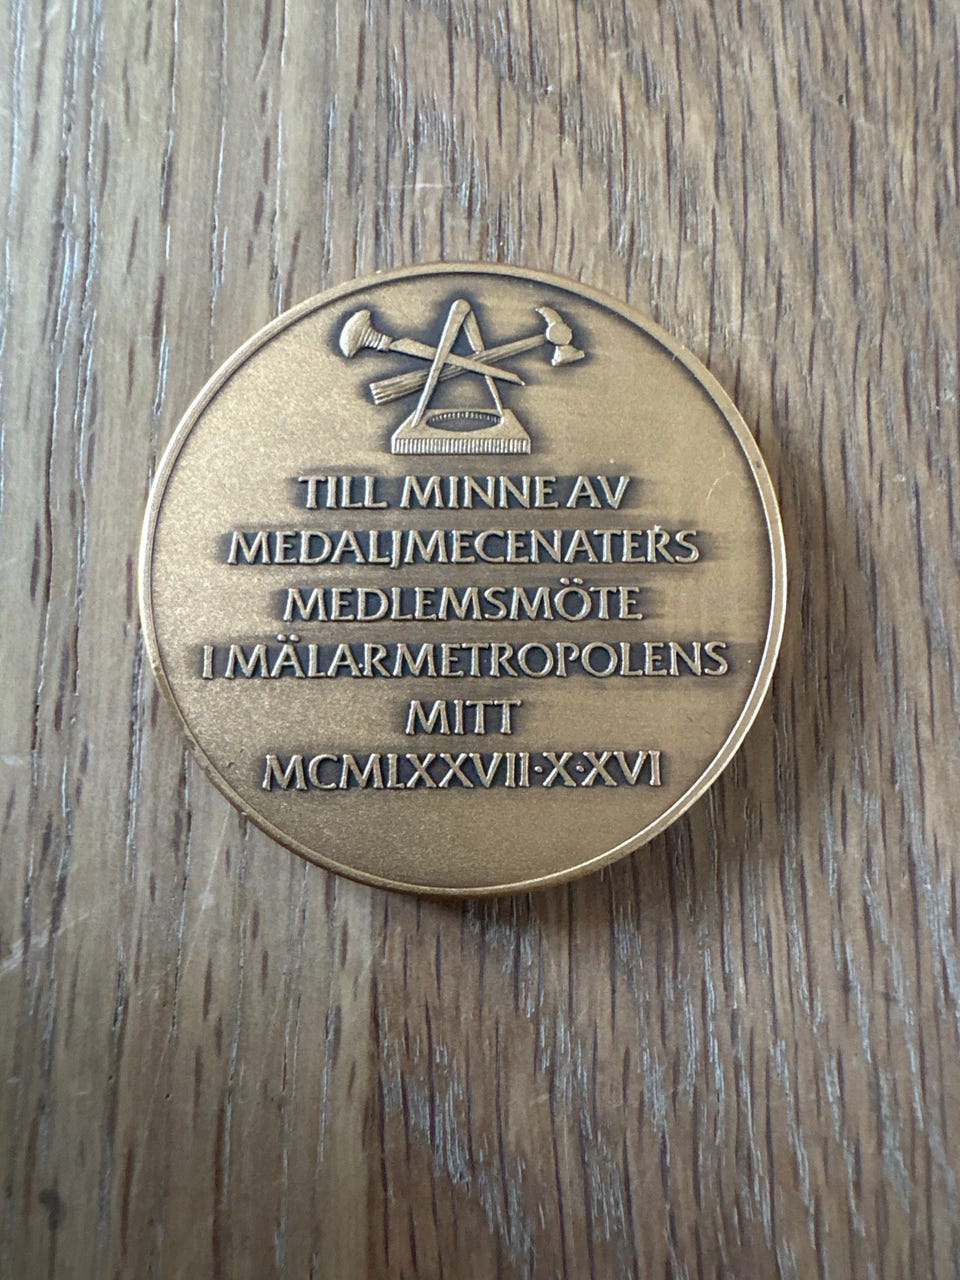 TILL MINNE AV
MEDALJMECENATERS
MEDLEMSMÖTE
I MÄLARMETROPOLENS
MITT
MCMLXXVII·X·XVI